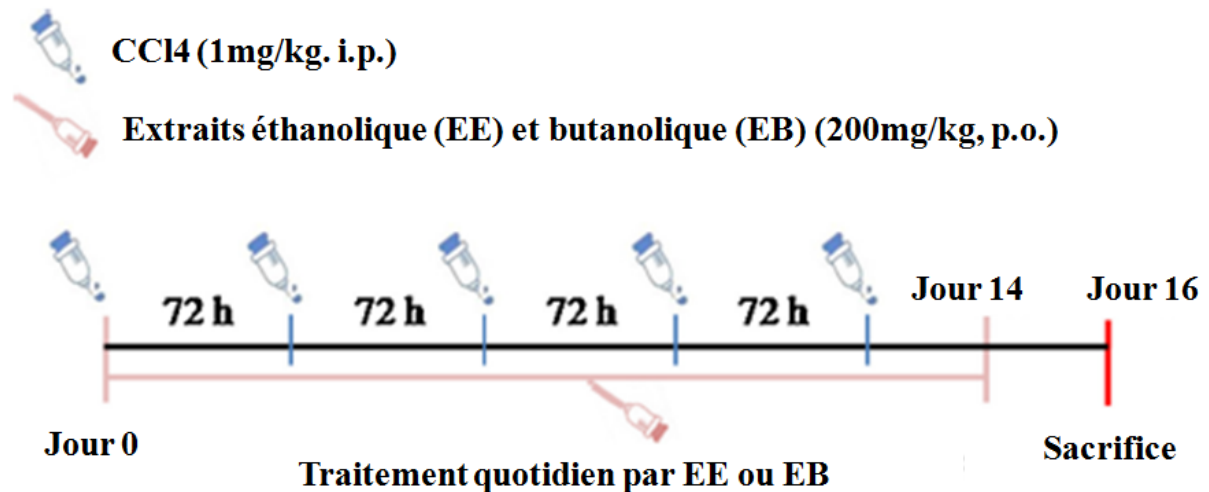 CCl4 (1mg/kg. i.p.)
Extraits éthanolique (EE) et butanolique (EB) (200mg/kg, p.o.)
72 h 72 h 72 h 72 h Jour 14 Jour 16
Jour 0
Sacrifice
Traitement quotidien par EE ou EB